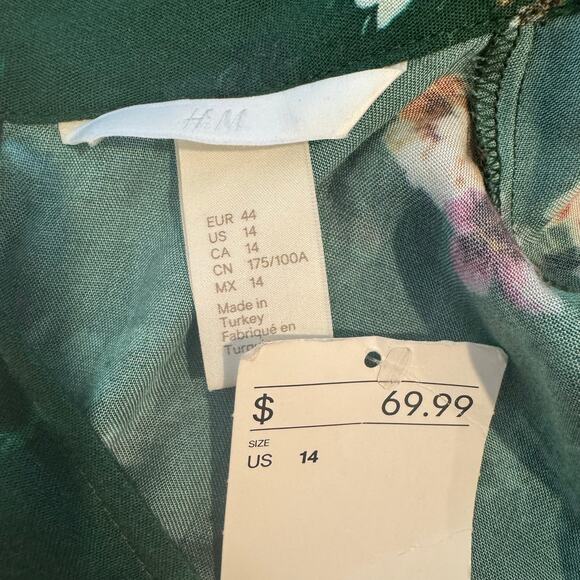 H&M
EUR 44
US 14
CA 14
CN 175/100A
MX 14
Made in
Turkey
Fabriqué en
$ 69.99
SIZE
US 14